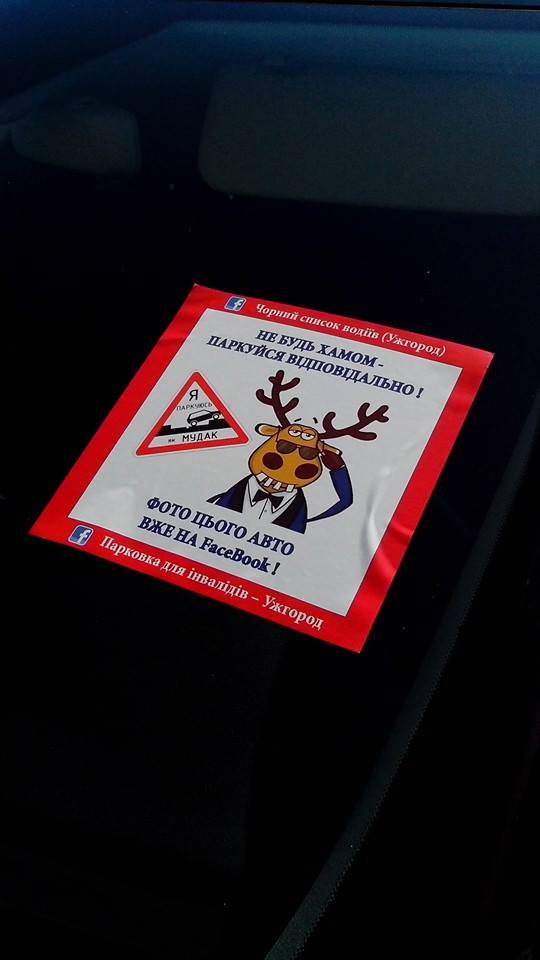 Чорний список водіїв (Ужгород)
НЕ БУДЬ ХАМОМ -
ПАРКУЙСЯ ВІДПОВІДАЛЬНО !
Я
ПАРКУЮСЬ
як МУДАК
ФОТО ЦЬОГО АВТО
ВЖЕ НА FaceBook !
Парковка для інвалідів – Ужгород